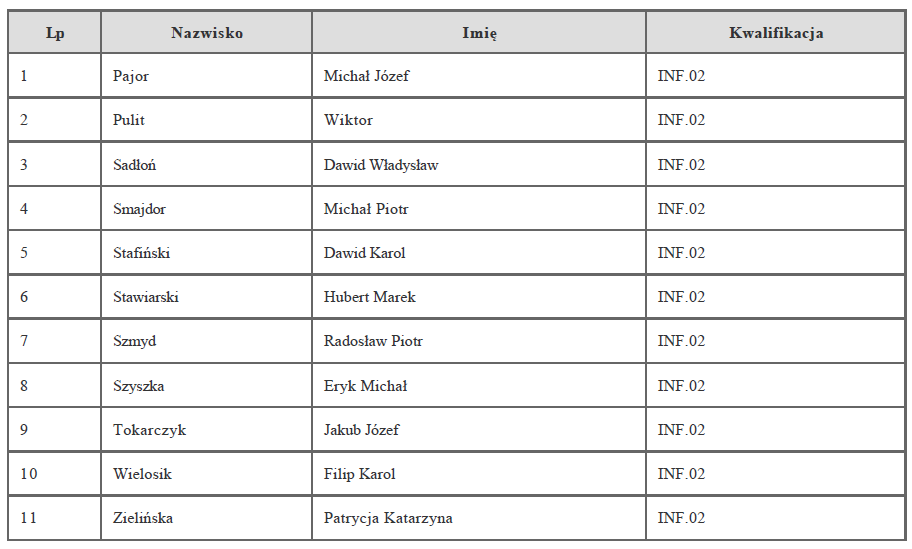 Lp Nazwisko Imię Kwalifikacja
1 Pajor Michał Józef INF.02
2 Pulit Wiktor INF.02
3 Sadłoń Dawid Władysław INF.02
4 Smajdor Michał Piotr INF.02
5 Stafiński Dawid Karol INF.02
6 Stawiarski Hubert Marek INF.02
7 Szmyd Radosław Piotr INF.02
8 Szyszka Eryk Michał INF.02
9 Tokarczyk Jakub Józef INF.02
10 Wielosik Filip Karol INF.02
11 Zielińska Patrycja Katarzyna INF.02